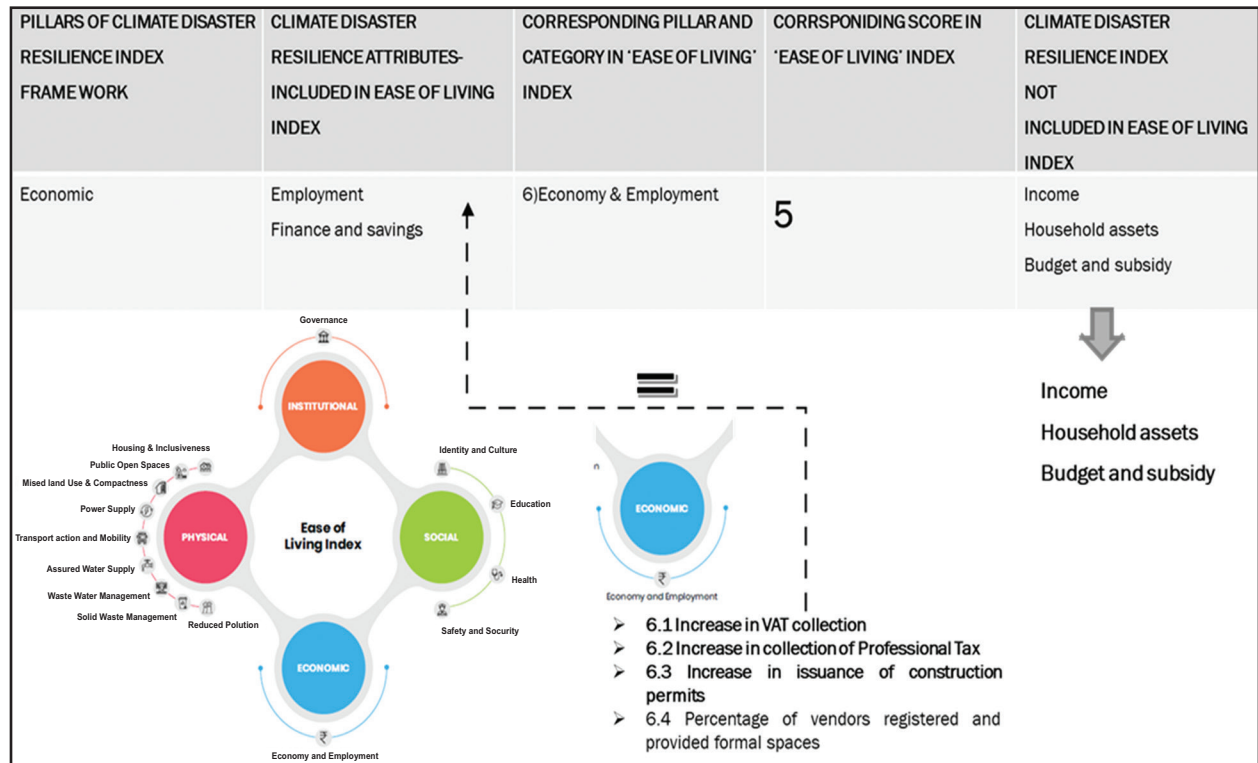 PILLARS OF CLIMATE DISASTER
RESILIENCE INDEX
FRAME WORK
CLIMATE DISASTER
RESILIENCE ATTRIBUTES-
INCLUDED IN EASE OF LIVING
INDEX
CORRESPONDING PILLAR AND
CATEGORY IN ‘EASE OF LIVING’
INDEX
CORRSPONIDING SCORE IN
‘EASE OF LIVING’ INDEX
CLIMATE DISASTER
RESILIENCE INDEX
NOT
INCLUDED IN EASE OF LIVING
INDEX
Economic
Employment
Finance and savings
6)Economy & Employment
5
Income
Household assets
Budget and subsidy
Governance
INSTITUTIONAL
Housing & Inclusiveness
Public Open Spaces
Mised land Use & Compactness
Power Supply
Transport action and Mobility
Assured Water Supply
Waste Water Management
Solid Waste Management
Reduced Polution
PHYSICAL
Ease of
Living Index
SOCIAL
Identity and Culture
Education
Health
Safety and Security
ECONOMIC
₹
Economy and Employment
n
ECONOMIC
₹
Economy and Employment
6.1 Increase in VAT collection
6.2 Increase in collection of Professional Tax
6.3 Increase in issuance of construction
permits
6.4 Percentage of vendors registered and
provided formal spaces
Income
Household assets
Budget and subsidy